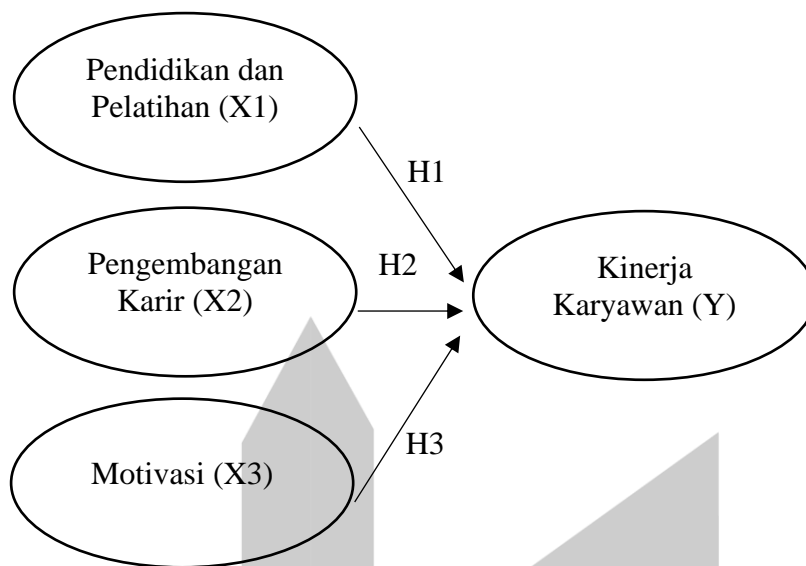 Pendidikan dan
Pelatihan (X1)
H1
Pengembangan
Karir (X2)
H2
Kinerja
Karyawan (Y)
Motivasi (X3)
H3